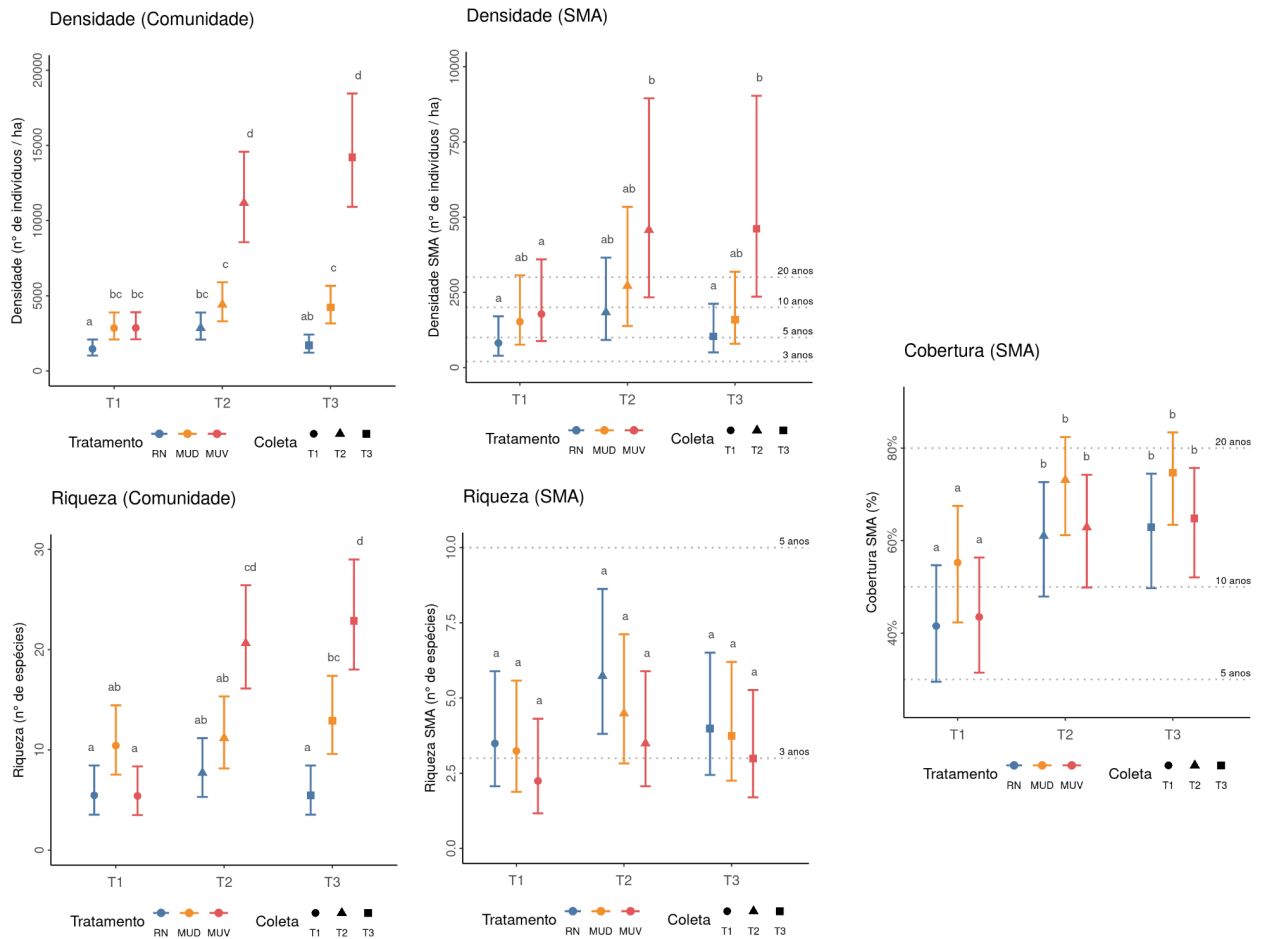 Densidade (Comunidade)
Densidade (n° de indivíduos / ha)
20000
15000
10000
5000
0
a
bc
bc
bc
c
d
ab
c
d
T1
T2
T3
Tratamento
RN
MUD
MUV
Coleta
T1
T2
T3
Densidade (SMA)
Densidade SMA (n° de indivíduos / ha)
10000
7500
5000
2500
0
a
ab
a
ab
ab
b
a
ab
b
20 anos
10 anos
5 anos
3 anos
T1
T2
T3
Tratamento
RN
MUD
MUV
Coleta
T1
T2
T3
Cobertura (SMA)
Cobertura SMA (%)
80%
60%
40%
a
a
a
b
b
b
b
b
b
20 anos
10 anos
5 anos
T1
T2
T3
Tratamento
RN
MUD
MUV
Coleta
T1
T2
T3
Riqueza (Comunidade)
Riqueza (n° de espécies)
30
20
10
0
a
ab
a
ab
ab
cd
a
bc
d
T1
T2
T3
Tratamento
RN
MUD
MUV
Coleta
T1
T2
T3
Riqueza (SMA)
Riqueza SMA (n° de espécies)
10.0
7.5
5.0
2.5
0.0
a
a
a
a
a
a
a
a
a
5 anos
3 anos
T1
T2
T3
Tratamento
RN
MUD
MUV
Coleta
T1
T2
T3